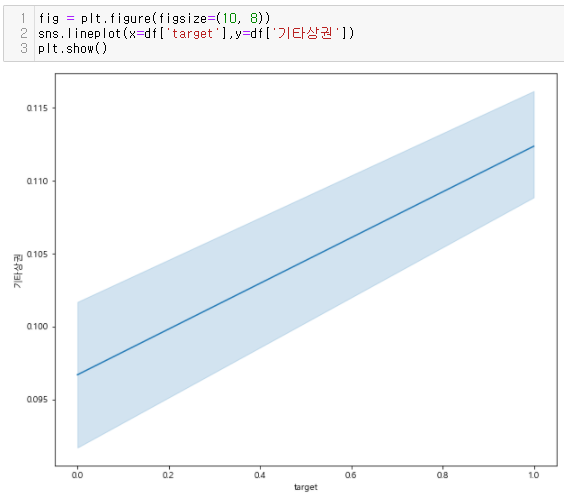 1 fig = plt.figure(figsize=(10, 8))
2 sns.lineplot(x=df['target'],y=df['기타상권'])
3 plt.show()
0.115
0.110
0.105
0.100
0.095
기타상권
0.0 0.2 0.4 0.6 0.8 1.0
target